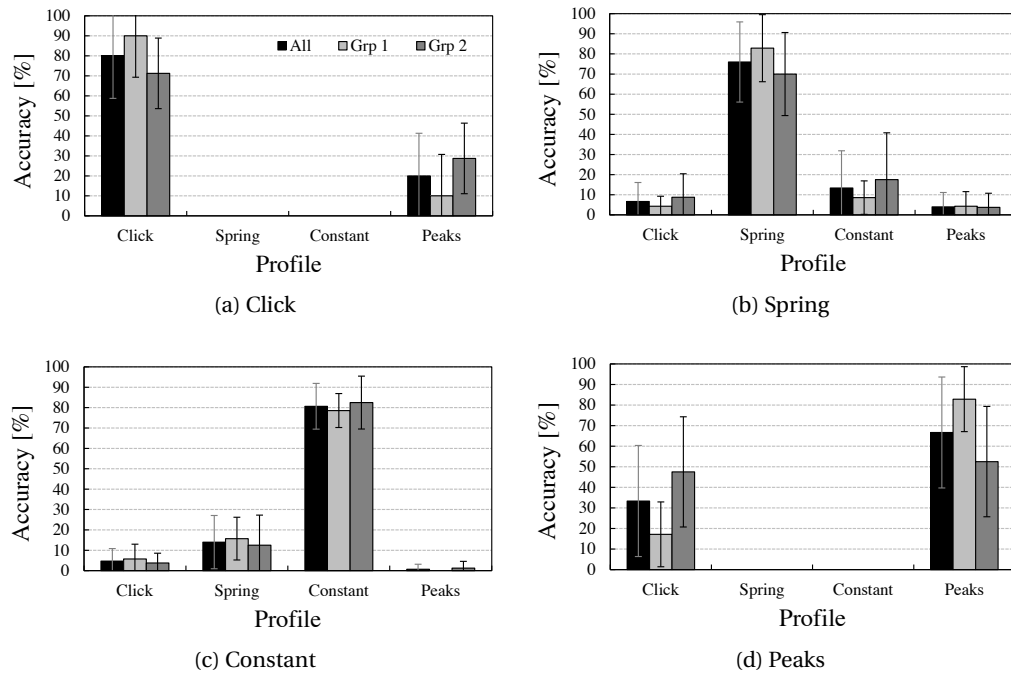 100
90
80
70
60
50
40
30
20
10
0
Accuracy [%]
All Grp 1 Grp 2
Click Spring Constant Peaks
Profile
(a) Click
100
90
80
70
60
50
40
30
20
10
0
Accuracy [%]
Click Spring Constant Peaks
Profile
(b) Spring
100
90
80
70
60
50
40
30
20
10
0
Accuracy [%]
Click Spring Constant Peaks
Profile
(c) Constant
100
90
80
70
60
50
40
30
20
10
0
Accuracy [%]
Click Spring Constant Peaks
Profile
(d) Peaks